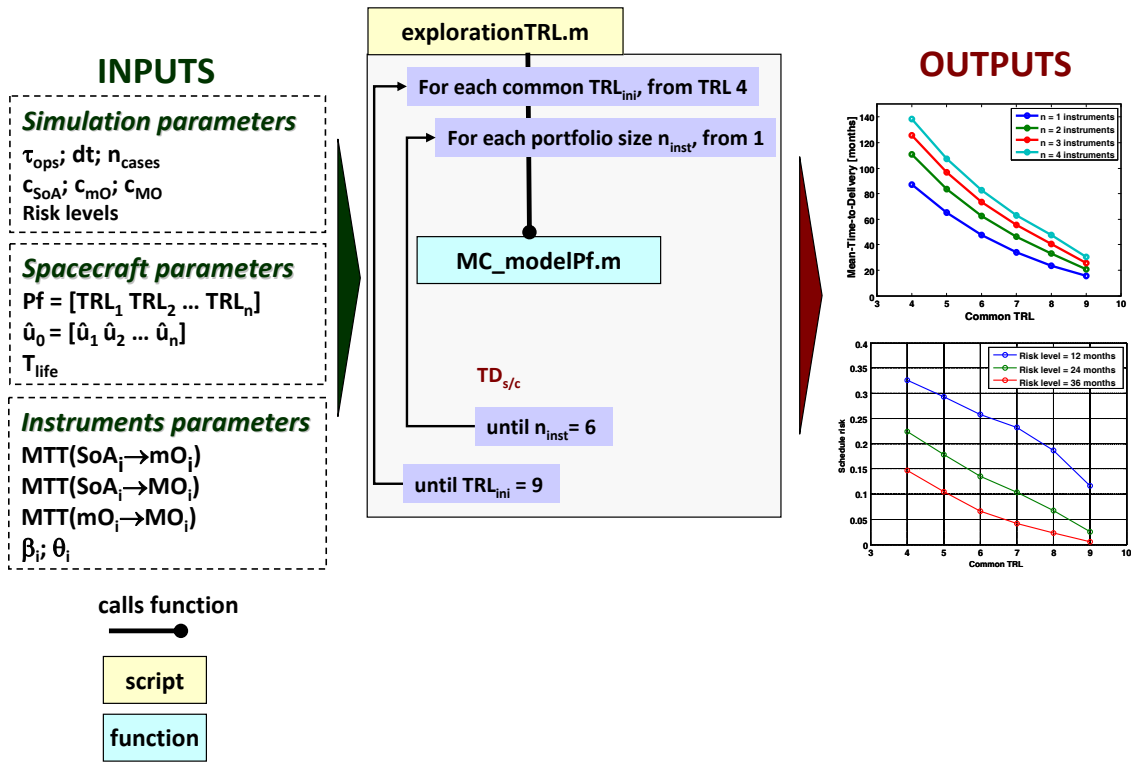 INPUTS
Simulation parameters
τops; dt; ncases
cSoA; cmO; cMO
Risk levels
Spacecraft parameters
Pf = [TRL1 TRL2 ... TRLn]
û0 = [û1 û2 ... ûn]
Tlife
Instruments parameters
MTT(SoAi→mOi)
MTT(SoAi→MOi)
MTT(mOi→MOi)
βi; θi
calls function
script
function
explorationTRL.m
For each common TRLini, from TRL 4
For each portfolio size ninst, from 1
MC_modelPf.m
TDs/c
until ninst= 6
until TRLini = 9
OUTPUTS
n = 1 instruments
n = 2 instruments
n = 3 instruments
n = 4 instruments
Mean-Time-to-Delivery [months]
140
120
100
80
60
40
20
0
3 4 5 6 7 8 9 10
Common TRL
Risk level = 12 months
Risk level = 24 months
Risk level = 36 months
Schedule risk
0.4
0.35
0.3
0.25
0.2
0.15
0.1
0.05
0
3 4 5 6 7 8 9 10
Common TRL